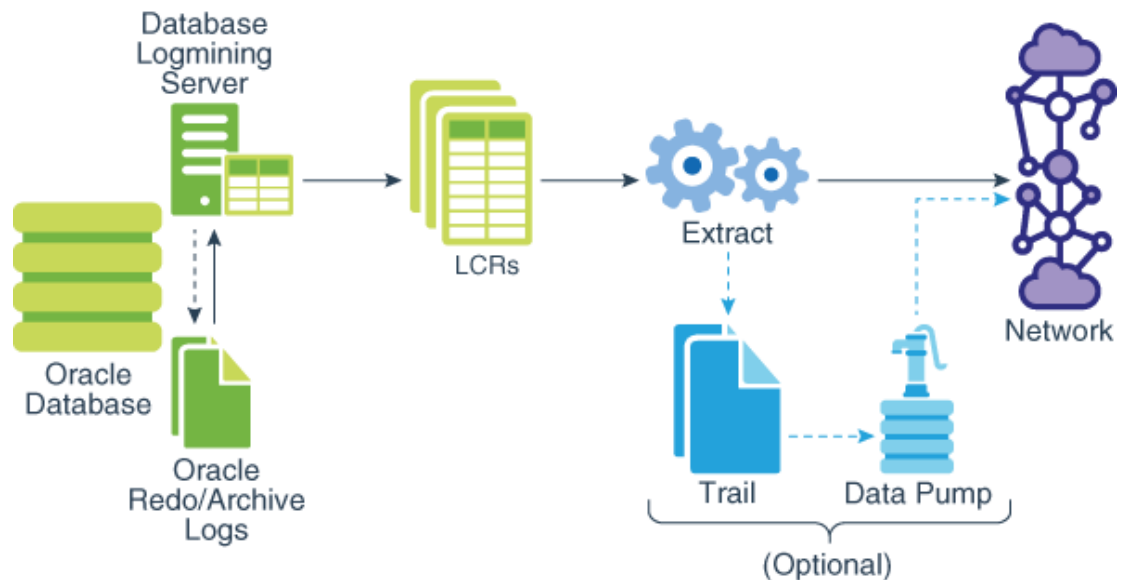 Database
Logmining
Server
LCRs
Extract
Network
Oracle
Database
Oracle
Redo/Archive
Logs
Trail
Data Pump
(Optional)